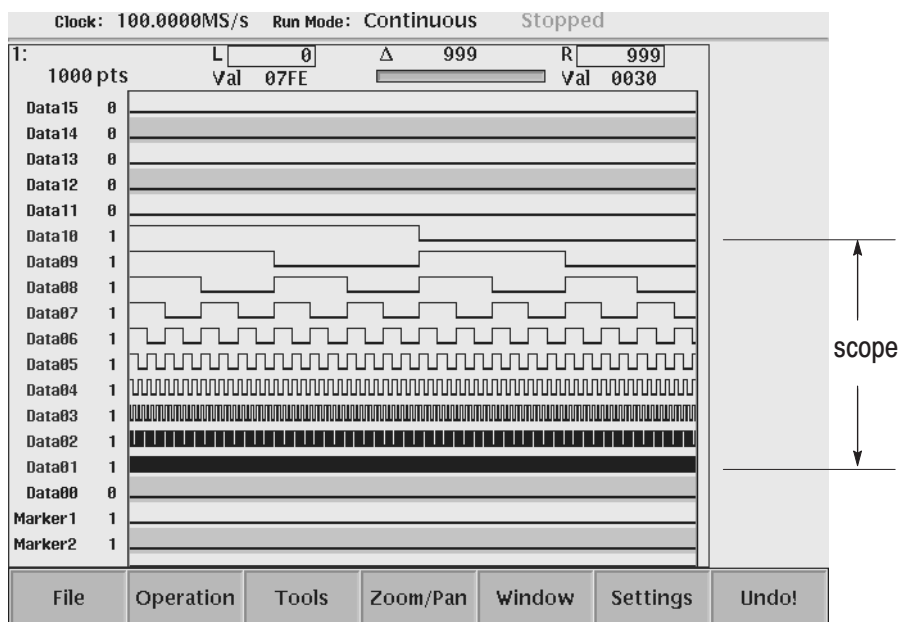 Clock: 100.0000MS/s Run Mode: Continuous Stopped
1: L 0 Δ 999 R 999
1000 pts Val 07FE Val 0030
Data15 0
Data14 0
Data13 0
Data12 0
Data11 0
Data10 1
Data09 1
Data08 1
Data07 1
Data06 1
Data05 1
Data04 1
Data03 1
Data02 1
Data01 1
Data00 0
Marker1 1
Marker2 1
scope
File Operation Tools Zoom/Pan Window Settings Undo!